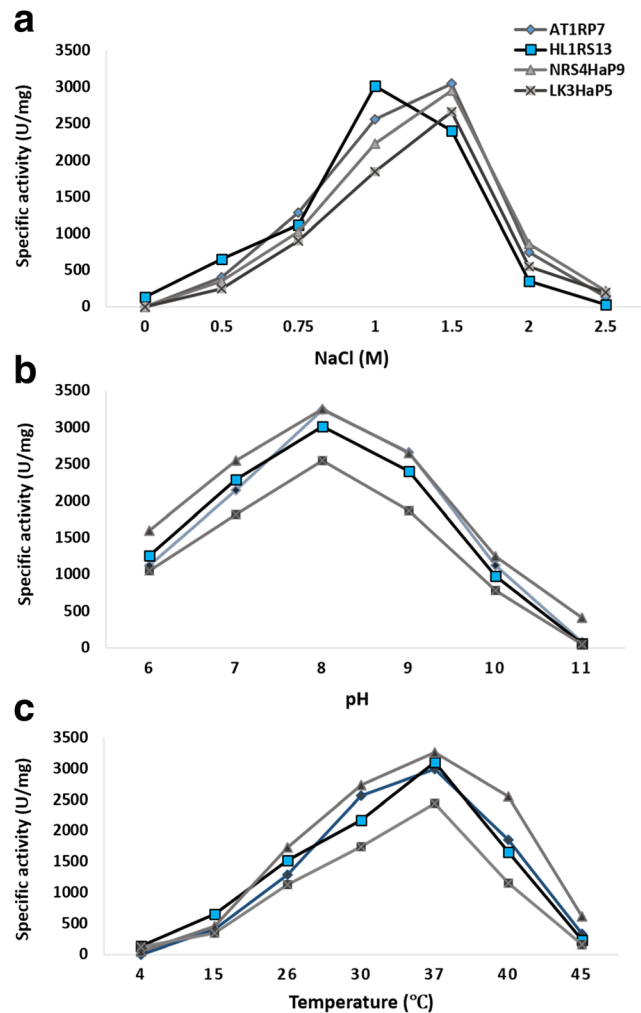 a
AT1RP7
HL1RS13
NRS4HaP9
LK3HaP5
Specific activity (U/mg)
3500
3000
2500
2000
1500
1000
500
0
0 0.5 0.75 1 1.5 2 2.5
NaCl (M)
b
Specific activity (U/mg)
3500
3000
2500
2000
1500
1000
500
0
6 7 8 9 10 11
pH
c
Specific activity (U/mg)
3500
3000
2500
2000
1500
1000
500
0
4 15 26 30 37 40 45
Temperature (°C)